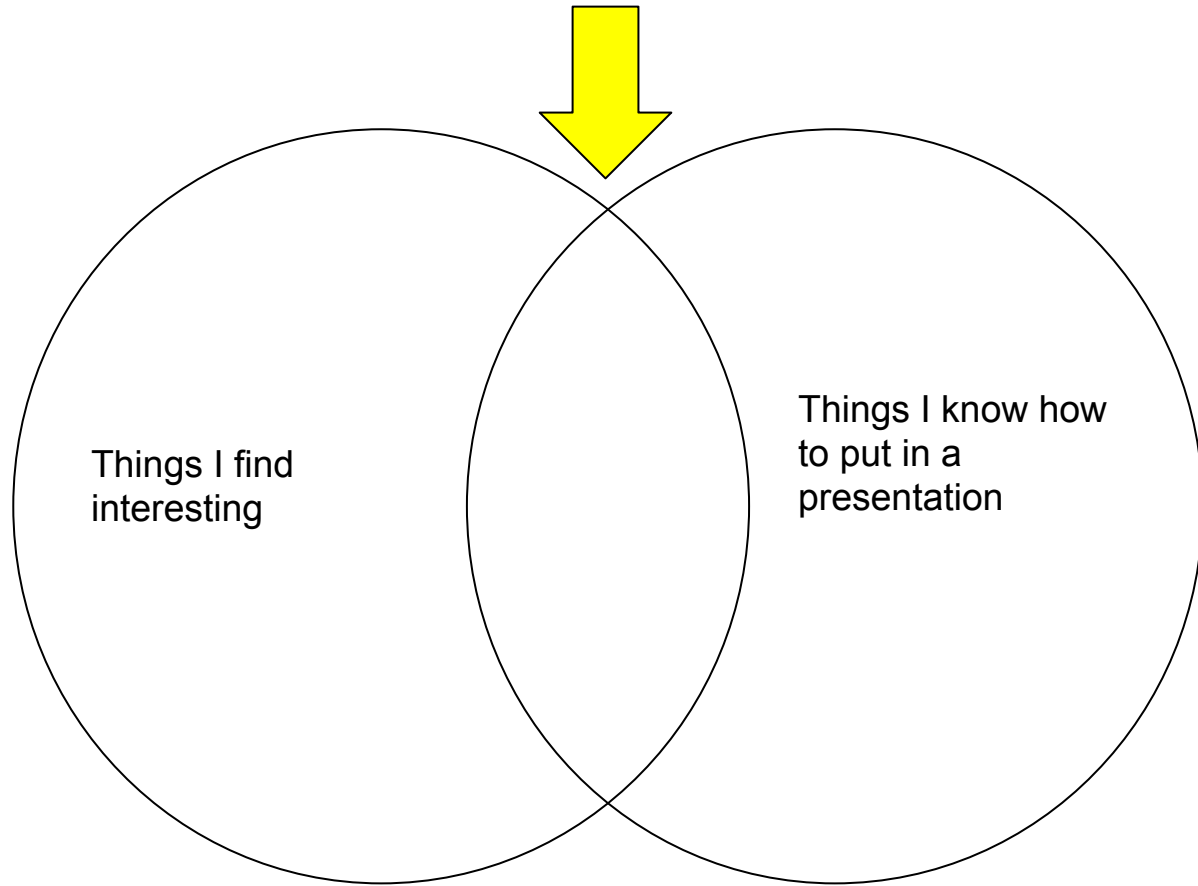 Things I find
interesting
Things I know how
to put in a
presentation